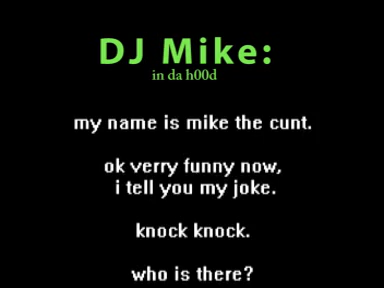 DJ Mike:
in da h00d
my name is mike the cunt.
ok verry funny now,
i tell you my joke.
knock knock.
who is there?